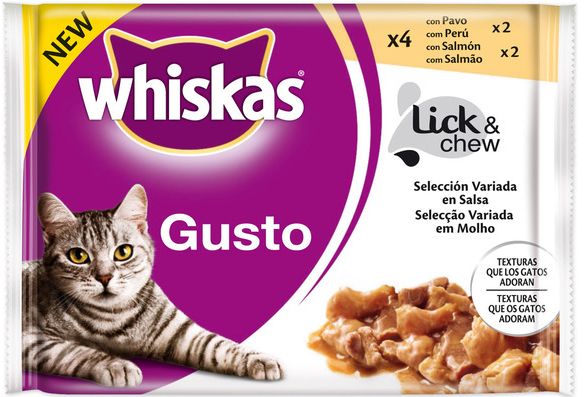 NEW
whiskas®
Gusto
x4
con Pavo
com Perú
x2
con Salmón
com Salmão
x2
Lick &
chew
Selección Variada
en Salsa
Selecção Variada
em Molho
TEXTURAS
QUE LOS GATOS
ADORAN
TEXTURAS
QUE OS GATOS
ADORAM